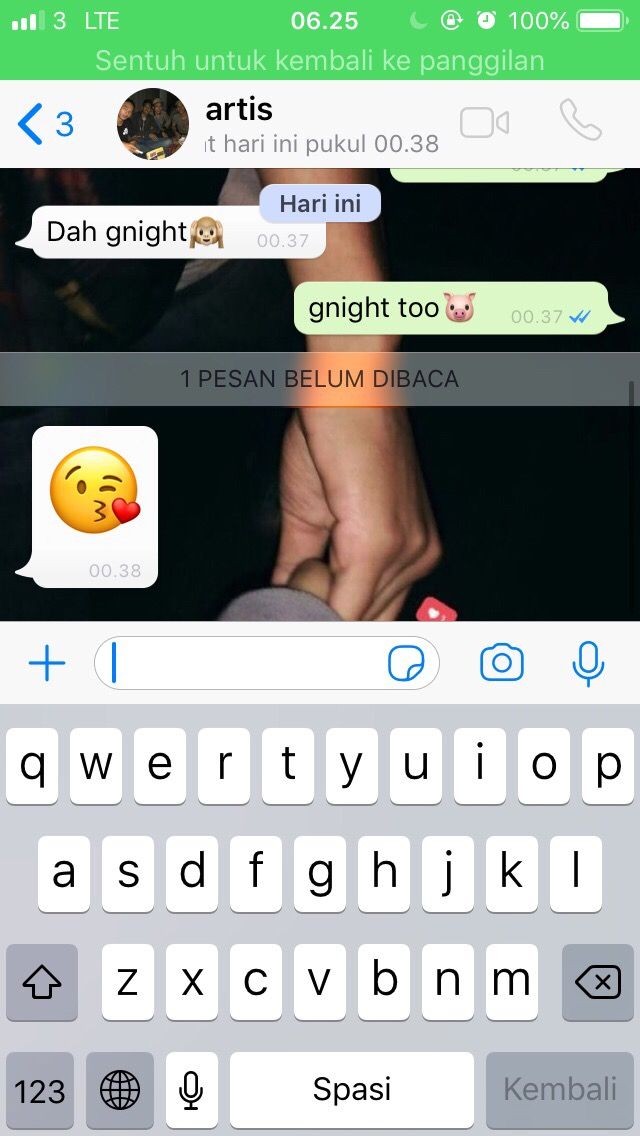 3 LTE 06.25 100%
Sentuh untuk kembali ke panggilan
3 artis
t hari ini pukul 00.38
Hari ini
Dah gnight🙉 00.37
gnight too🐷 00.37
1 PESAN BELUM DIBACA
😘
00.38
q w e r t y u i o p
a s d f g h j k l
z x c v b n m
123 Spasi Kembali